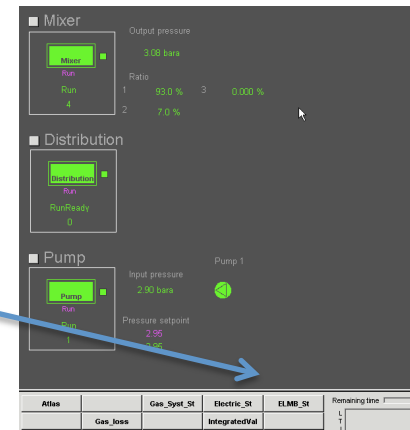 Mixer
Output pressure
3.08 bara
Mixer
Run
Ratio
Run
1 93.0 % 3 0.000 %
4
2 7.0 %
Distribution
Distribution
Run
RunReady
0
Pump
Pump 1
Input pressure
2.90 bara
Pump
Run
Pressure setpoint
Run
2.95
1
2.95
Atlas Gas_Syst_St Electric_St ELMB_St Remaining time
Gas_loss IntegratedVal
L
T